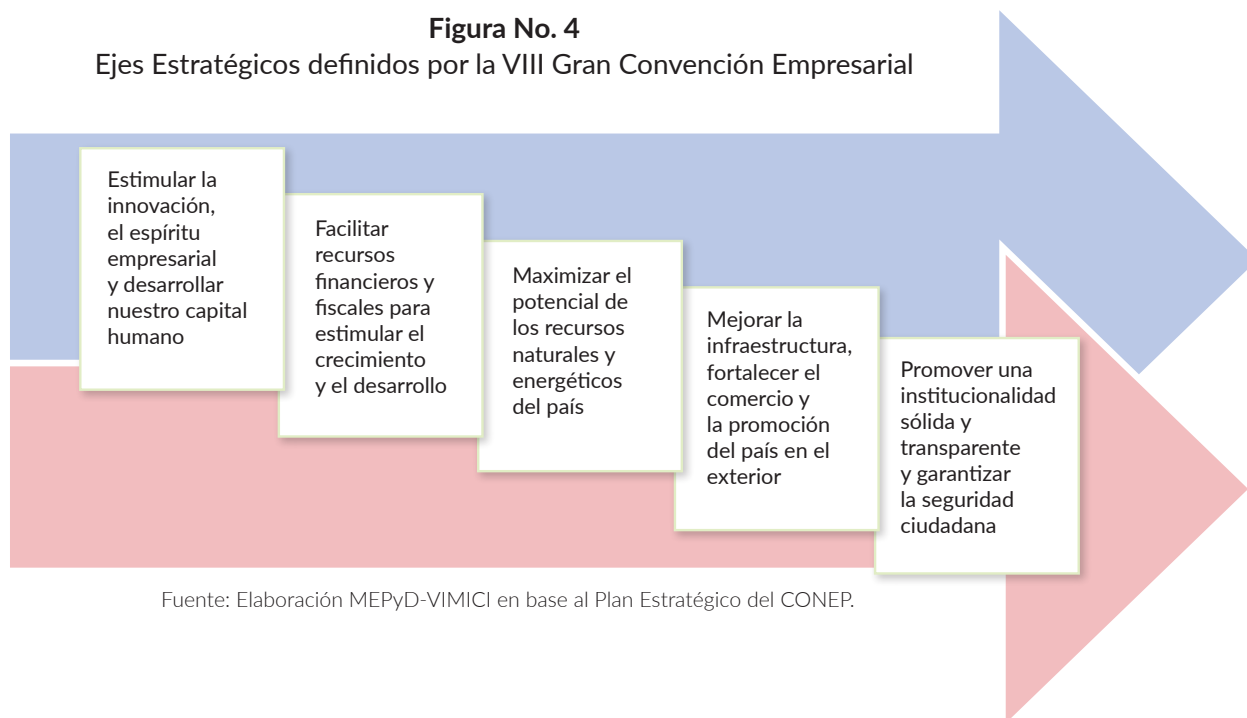 Figura No. 4
Ejes Estratégicos definidos por la VIII Gran Convención Empresarial
Estimular la
innovación,
el espíritu
empresarial
y desarrollar
nuestro capital
humano
Facilitar
recursos
financieros y
fiscales para
estimular el
crecimiento
y el desarrollo
Maximizar el
potencial de
los recursos
naturales y
energéticos
del país
Mejorar la
infraestructura,
fortalecer el
comercio y
la promoción
del país en el
exterior
Promover una
institucionalidad
sólida y
transparente
y garantizar
la seguridad
ciudadana
Fuente: Elaboración MEPyD-VIMICI en base al Plan Estratégico del CONEP.